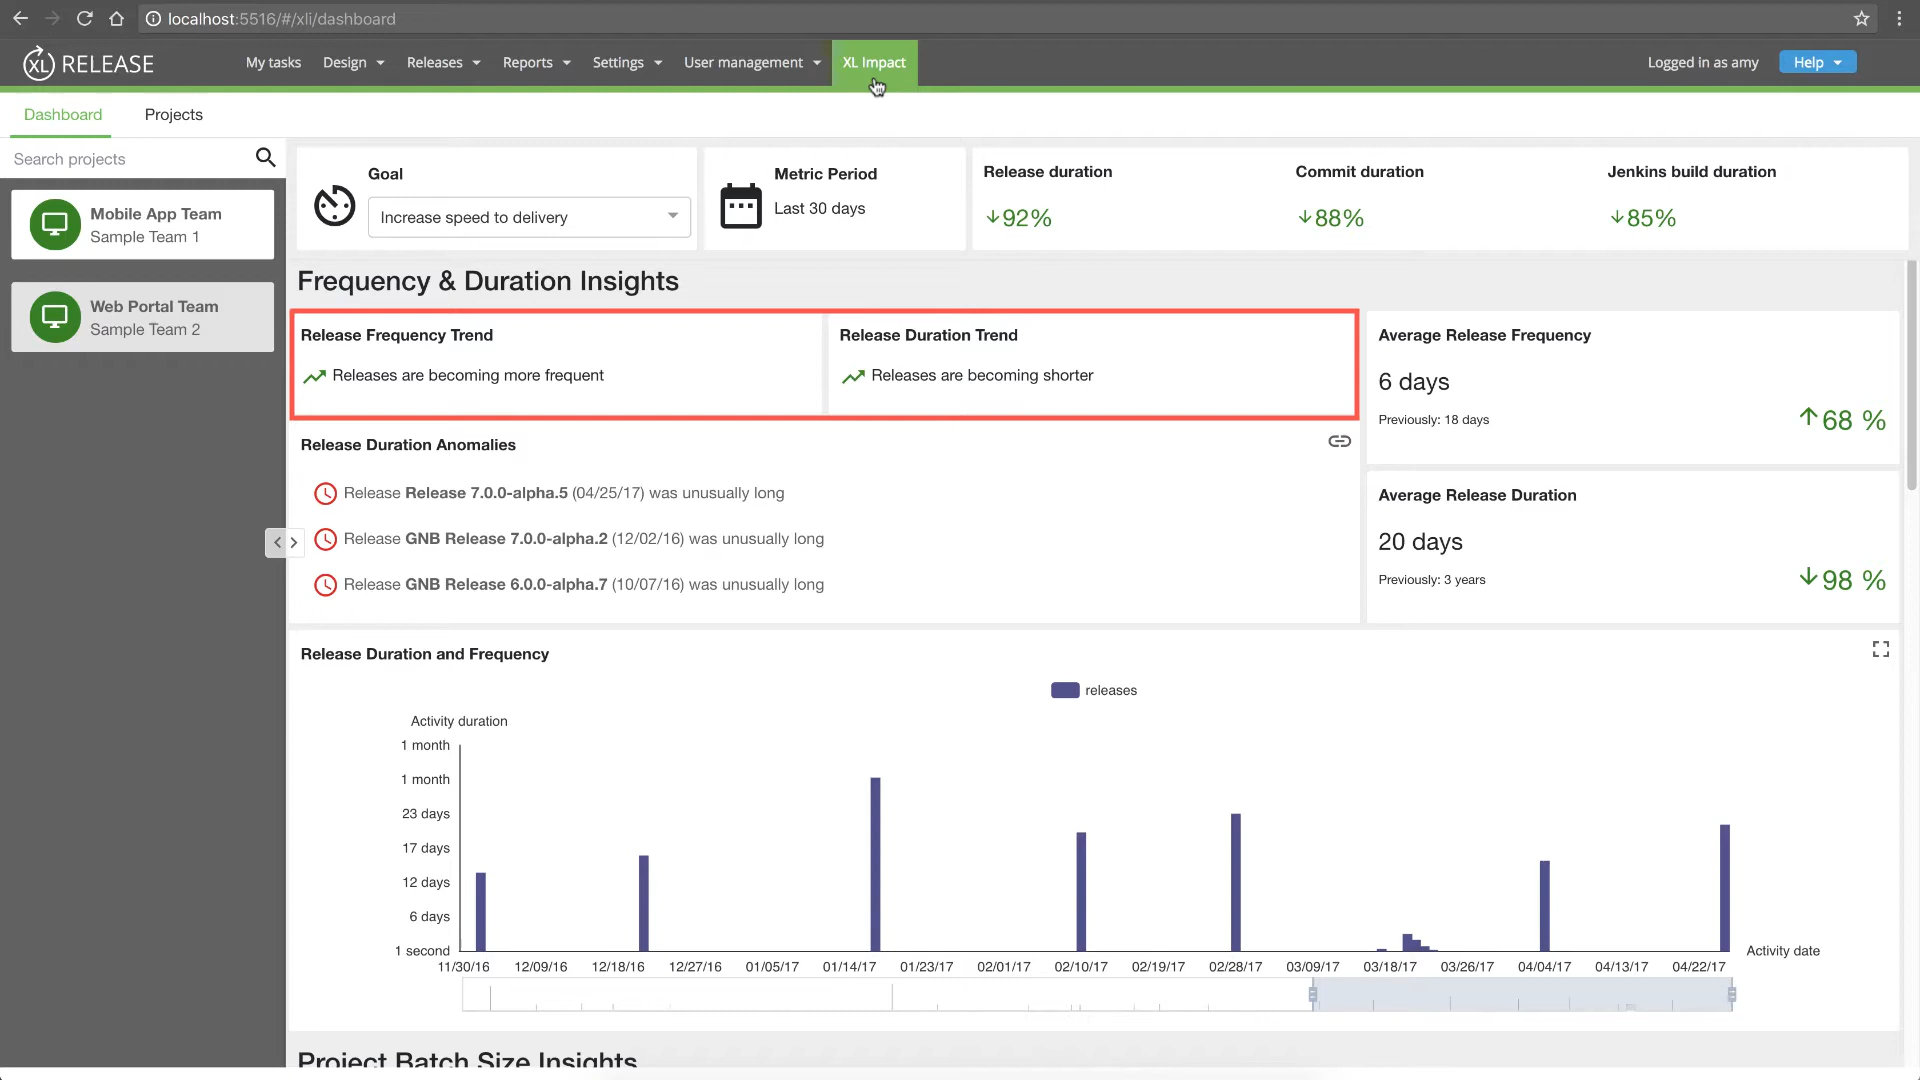 localhost:5516/#/xli/dashboard
XL RELEASE
My tasks
Design
Releases
Reports
Settings
User management
XL Impact
Logged in as amy
Help
Dashboard
Projects
Search projects
Mobile App Team
Sample Team 1
Web Portal Team
Sample Team 2
Goal
Increase speed to delivery
Metric Period
Last 30 days
Release duration
92%
Commit duration
88%
Jenkins build duration
85%
Frequency & Duration Insights
Release Frequency Trend
Releases are becoming more frequent
Release Duration Trend
Releases are becoming shorter
Average Release Frequency
6 days
Previously: 18 days
68 %
Release Duration Anomalies
Release Release 7.0.0-alpha.5 (04/25/17) was unusually long
Release GNB Release 7.0.0-alpha.2 (12/02/16) was unusually long
Release GNB Release 6.0.0-alpha.7 (10/07/16) was unusually long
Average Release Duration
20 days
Previously: 3 years
98 %
Release Duration and Frequency
releases
Activity duration
1 month
1 month
23 days
17 days
12 days
6 days
1 second
11/30/16 12/09/16 12/18/16 12/27/16 01/05/17 01/14/17 01/23/17 02/01/17 02/10/17 02/19/17 02/28/17 03/09/17 03/18/17 03/26/17 04/04/17 04/13/17 04/22/17
Activity date
Project Batch Size Insights